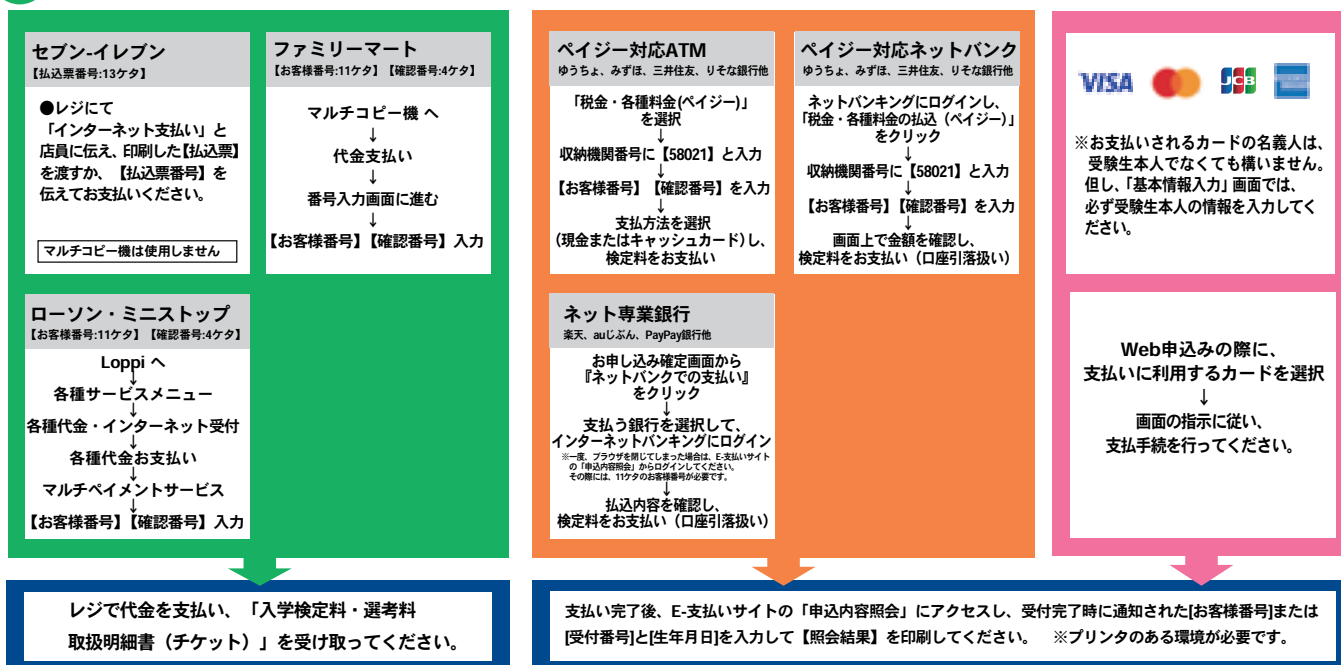 セブン-イレブン
【払込票番号:13ケタ】
●レジにて
「インターネット支払い」と
店員に伝え、印刷した【払込票】
を渡すか、【払込票番号】を
伝えてお支払いください。
マルチコピー機は使用しません
ファミリーマート
【お客様番号:11ケタ】【確認番号:4ケタ】
マルチコピー機 へ
↓
代金支払い
↓
番号入力画面に進む
↓
【お客様番号】【確認番号】入力
ローソン・ミニストップ
【お客様番号:11ケタ】【確認番号:4ケタ】
Loppi へ
↓
各種サービスメニュー
↓
各種代金・インターネット受付
↓
各種代金お支払い
↓
マルチペイメントサービス
↓
【お客様番号】【確認番号】入力
ペイジー対応ATM
ゆうちょ、みずほ、三井住友、りそな銀行他
「税金・各種料金(ペイジー)」
を選択
↓
収納機関番号に【58021】と入力
↓
【お客様番号】【確認番号】を入力
↓
支払方法を選択
(現金またはキャッシュカード)し、
検定料をお支払い
ペイジー対応ネットバンク
ゆうちょ、みずほ、三井住友、りそな銀行他
ネットバンキングにログインし、
「税金・各種料金の払込(ペイジー)」
をクリック
↓
収納機関番号に【58021】と入力
↓
【お客様番号】【確認番号】を入力
↓
画面上で金額を確認し、
検定料をお支払い(口座引落扱い)
ネット専業銀行
楽天、auじぶん、PayPay銀行他
お申し込み確定画面から
『ネットバンクでの支払い』
をクリック
↓
支払う銀行を選択して、
インターネットバンキングにログイン
※一度、ブラウザを閉じてしまった場合は、E-支払いサイト
の「申込内容照会」からログインしてください。
その際には、11ケタのお客様番号が必要です。
↓
払込内容を確認し、
検定料をお支払い(口座引落扱い)
VISA JCB
※お支払いされるカードの名義人は、
受験生本人でなくても構いません。
但し、「基本情報入力」画面では、
必ず受験生本人の情報を入力してく
ださい。
Web申込みの際に、
支払いに利用するカードを選択
↓
画面の指示に従い、
支払手続を行ってください。
レジで代金を支払い、「入学検定料・選考料
取扱明細書(チケット)」を受け取ってください。
支払い完了後、E-支払いサイトの「申込内容照会」にアクセスし、受付完了時に通知された[お客様番号]または
[受付番号]と[生年月日]を入力して【照会結果】を印刷してください。 ※プリンタのある環境が必要です。